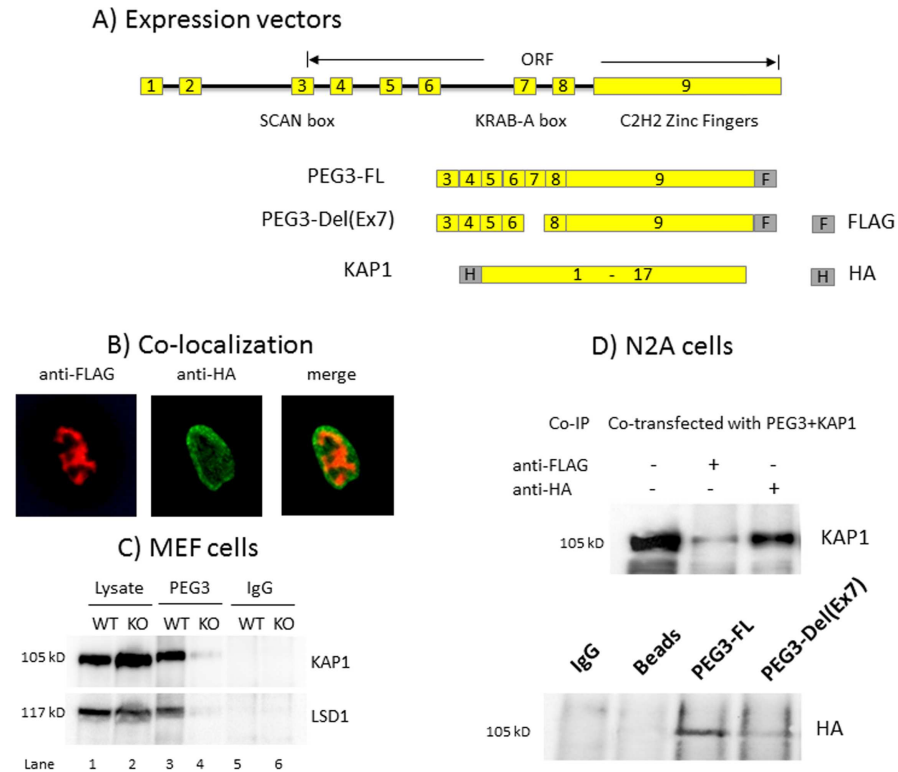 A) Expression vectors
ORF
1 2 3 4 5 6 7 8 9
SCAN box KRAB-A box C2H2 Zinc Fingers
PEG3-FL 3 4 5 6 7 8 9 F
PEG3-Del(Ex7) 3 4 5 6 8 9 F F FLAG
KAP1 H 1 - 17 H HA
B) Co-localization
anti-FLAG anti-HA merge
C) MEF cells
Lysate PEG3 IgG
WT KO WT KO WT KO
105 kD KAP1
117 kD LSD1
Lane 1 2 3 4 5 6
D) N2A cells
Co-IP Co-transfected with PEG3+KAP1
anti-FLAG - + -
anti-HA - - +
105 kD KAP1
IgG Beads PEG3-FL PEG3-Del(Ex7)
105 kD HA